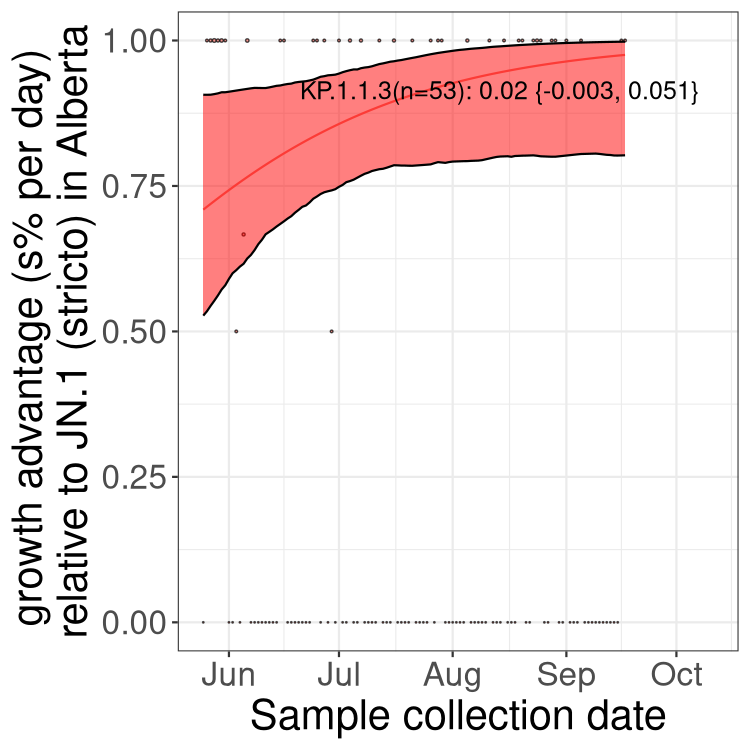 growth advantage (s% per day)
relative to JN.1 (stricto) in Alberta
1.00
0.75
0.50
0.25
0.00
KP.1.1.3(n=53): 0.02 {-0.003, 0.051}
Jun Jul Aug Sep Oct
Sample collection date